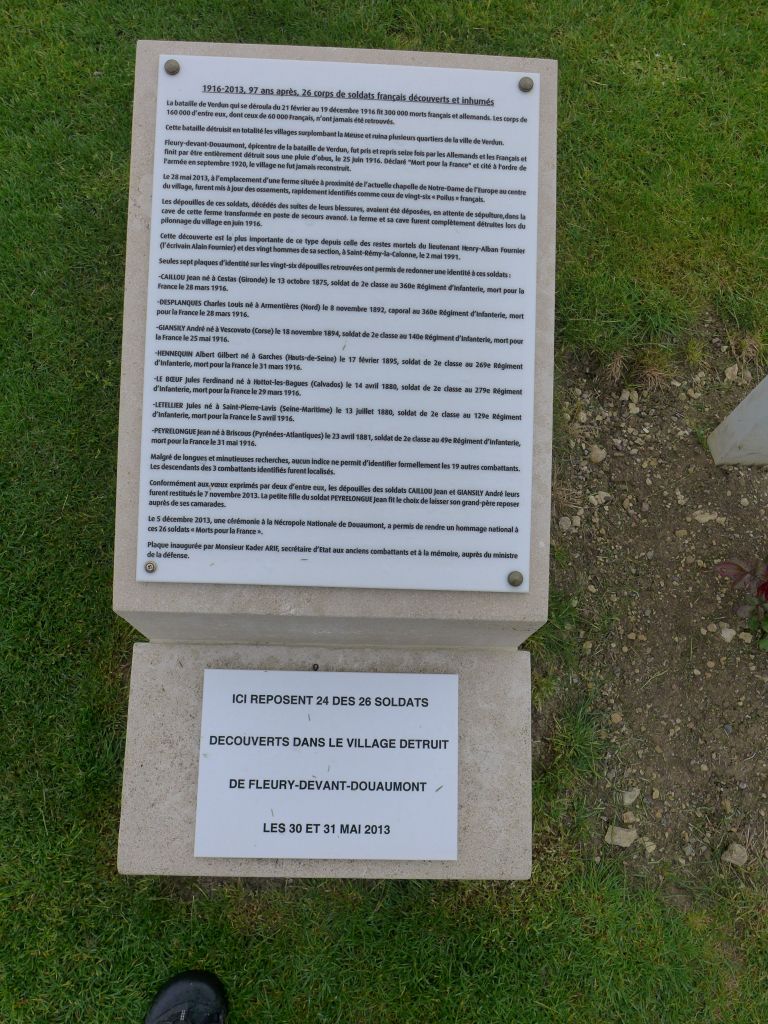 1916-2013, 97 ans après, 26 corps de soldats français découverts et inhumés
La bataille de Verdun qui se déroula du 21 février au 19 décembre 1916 fit 300 000 morts français et allemands. Les corps de
160 000 d'entre eux, dont ceux de 60 000 Français, n'ont jamais été retrouvés.
Cette bataille détruisit en totalité les villages surplombant la Meuse et ruina plusieurs quartiers de la ville de Verdun.
Fleury-devant-Douaumont, épicentre de la bataille de Verdun, fut pris et repris seize fois par les Allemands et les Français et
finit par être entièrement détruit sous une pluie d'obus, le 25 juin 1916. Déclaré "Mort pour la France" et cité à l'ordre de
l'armée en septembre 1920, le village ne fut jamais reconstruit.
Le 28 mai 2013, à l'emplacement d'une ferme située à proximité de l'actuelle chapelle de Notre-Dame de l'Europe au centre
du village, furent mis à jour des ossements, rapidement identifiés comme ceux de vingt-six « Poilus » français.
Les dépouilles de ces soldats, décédés des suites de leurs blessures, avaient été déposées, en attente de sépulture,dans la
cave de cette ferme transformée en poste de secours avancé. La ferme et sa cave furent complètement détruites lors du
pilonnage du village en juin 1916.
Cette découverte est la plus importante de ce type depuis celle des restes mortels du lieutenant Henry-Alban Fournier
(l'écrivain Alain Fournier) et des vingt hommes de sa section, à Saint-Rémy-la-Calonne, le 2 mai 1991.
Seules sept plaques d'identité sur les vingt-six dépouilles retrouvées ont permis de redonner une identité à ces soldats :
-CAILLOU Jean né à Cestas (Gironde) le 13 octobre 1875, soldat de 2e classe au 360e Régiment d'Infanterie, mort pour la
France le 28 mars 1916.
-DESPLANQUES Charles Louis né à Armentières (Nord) le 8 novembre 1892, caporal au 360e Régiment d'Infanterie, mort
pour la France le 28 mars 1916.
-GIANSILY André né à Vescovato (Corse) le 18 novembre 1894, soldat de 2e classe au 140e Régiment d'Infanterie, mort pour
la France le 25 mai 1916.
-HENNEQUIN Albert Gilbert né à Garches (Hauts-de-Seine) le 17 février 1895, soldat de 2e classe au 269e Régiment
d'Infanterie, mort pour la France le 31 mars 1916.
-LE BŒUF Jules Ferdinand né à Hottot-les-Bagues (Calvados) le 14 avril 1880, soldat de 2e classe au 279e Régiment
d'Infanterie, mort pour la France le 29 mars 1916.
-LETELLIER Jules né à Saint-Pierre-Lavis (Seine-Maritime) le 13 juillet 1880, soldat de 2e classe au 129e Régiment
d'Infanterie, mort pour la France le 5 avril 1916.
-PEYRELONGUE Jean né à Briscous (Pyrénées-Atlantiques) le 23 avril 1881, soldat de 2e classe au 49e Régiment d'Infanterie,
mort pour la France le 31 mai 1916.
Malgré de longues et minutieuses recherches, aucun indice ne permit d'identifier formellement les 19 autres combattants.
Les descendants des 3 combattants identifiés furent localisés.
Conformément aux vœux exprimés par deux d'entre eux, les dépouilles des soldats CAILLOU Jean et GIANSILY André leurs
furent restitués le 7 novembre 2013. La petite fille du soldat PEYRELONGUE Jean fit le choix de laisser son grand-père reposer
auprès de ses camarades.
Le 5 décembre 2013, une cérémonie à la Nécropole Nationale de Douaumont, a permis de rendre un hommage national à
ces 26 soldats « Morts pour la France ».
Plaque inaugurée par Monsieur Kader ARIF, secrétaire d'Etat aux anciens combattants et à la mémoire, auprès du ministre
de la défense.
ICI REPOSENT 24 DES 26 SOLDATS
DECOUVERTS DANS LE VILLAGE DETRUIT
DE FLEURY-DEVANT-DOUAUMONT
LES 30 ET 31 MAI 2013